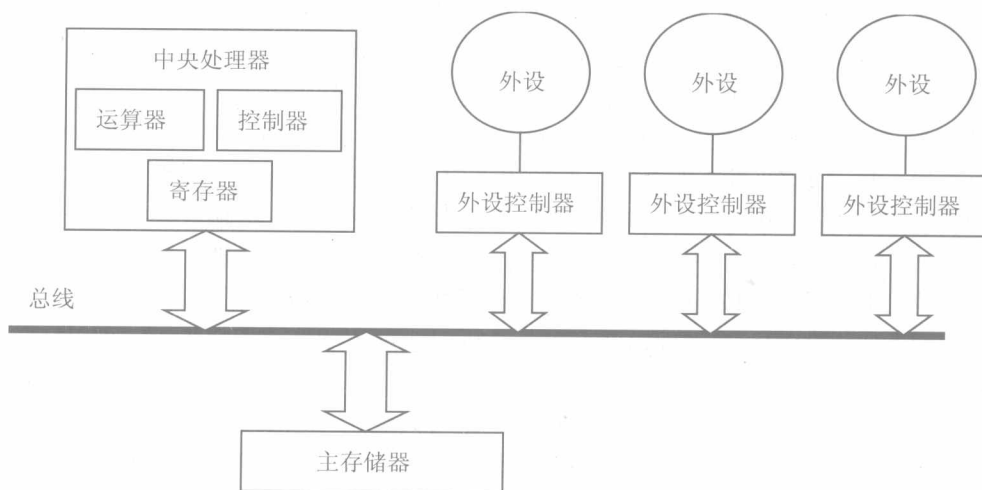 中央处理器
运算器
控制器
寄存器
外设
外设
外设
外设控制器
外设控制器
外设控制器
总线
主存储器